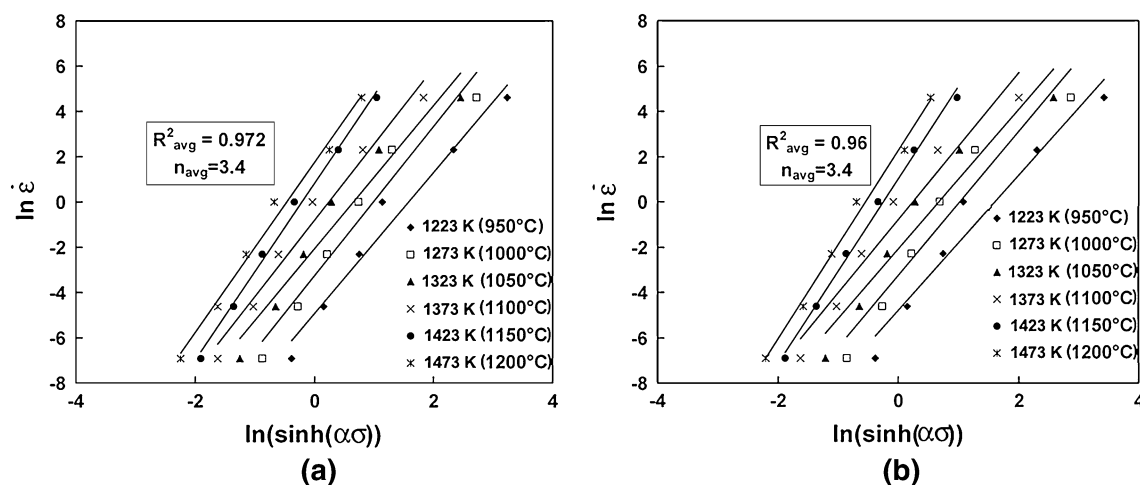 8
6
4
2
0
-2
-4
-6
-8
ln ε̇
R²avg = 0.972
navg=3.4
1223 K (950°C)
1273 K (1000°C)
1323 K (1050°C)
1373 K (1100°C)
1423 K (1150°C)
1473 K (1200°C)
-4 -2 0 2 4
ln(sinh(ασ))
(a)
8
6
4
2
0
-2
-4
-6
-8
ln ε̇
R²avg = 0.96
navg=3.4
1223 K (950°C)
1273 K (1000°C)
1323 K (1050°C)
1373 K (1100°C)
1423 K (1150°C)
1473 K (1200°C)
-4 -2 0 2 4
ln(sinh(ασ))
(b)